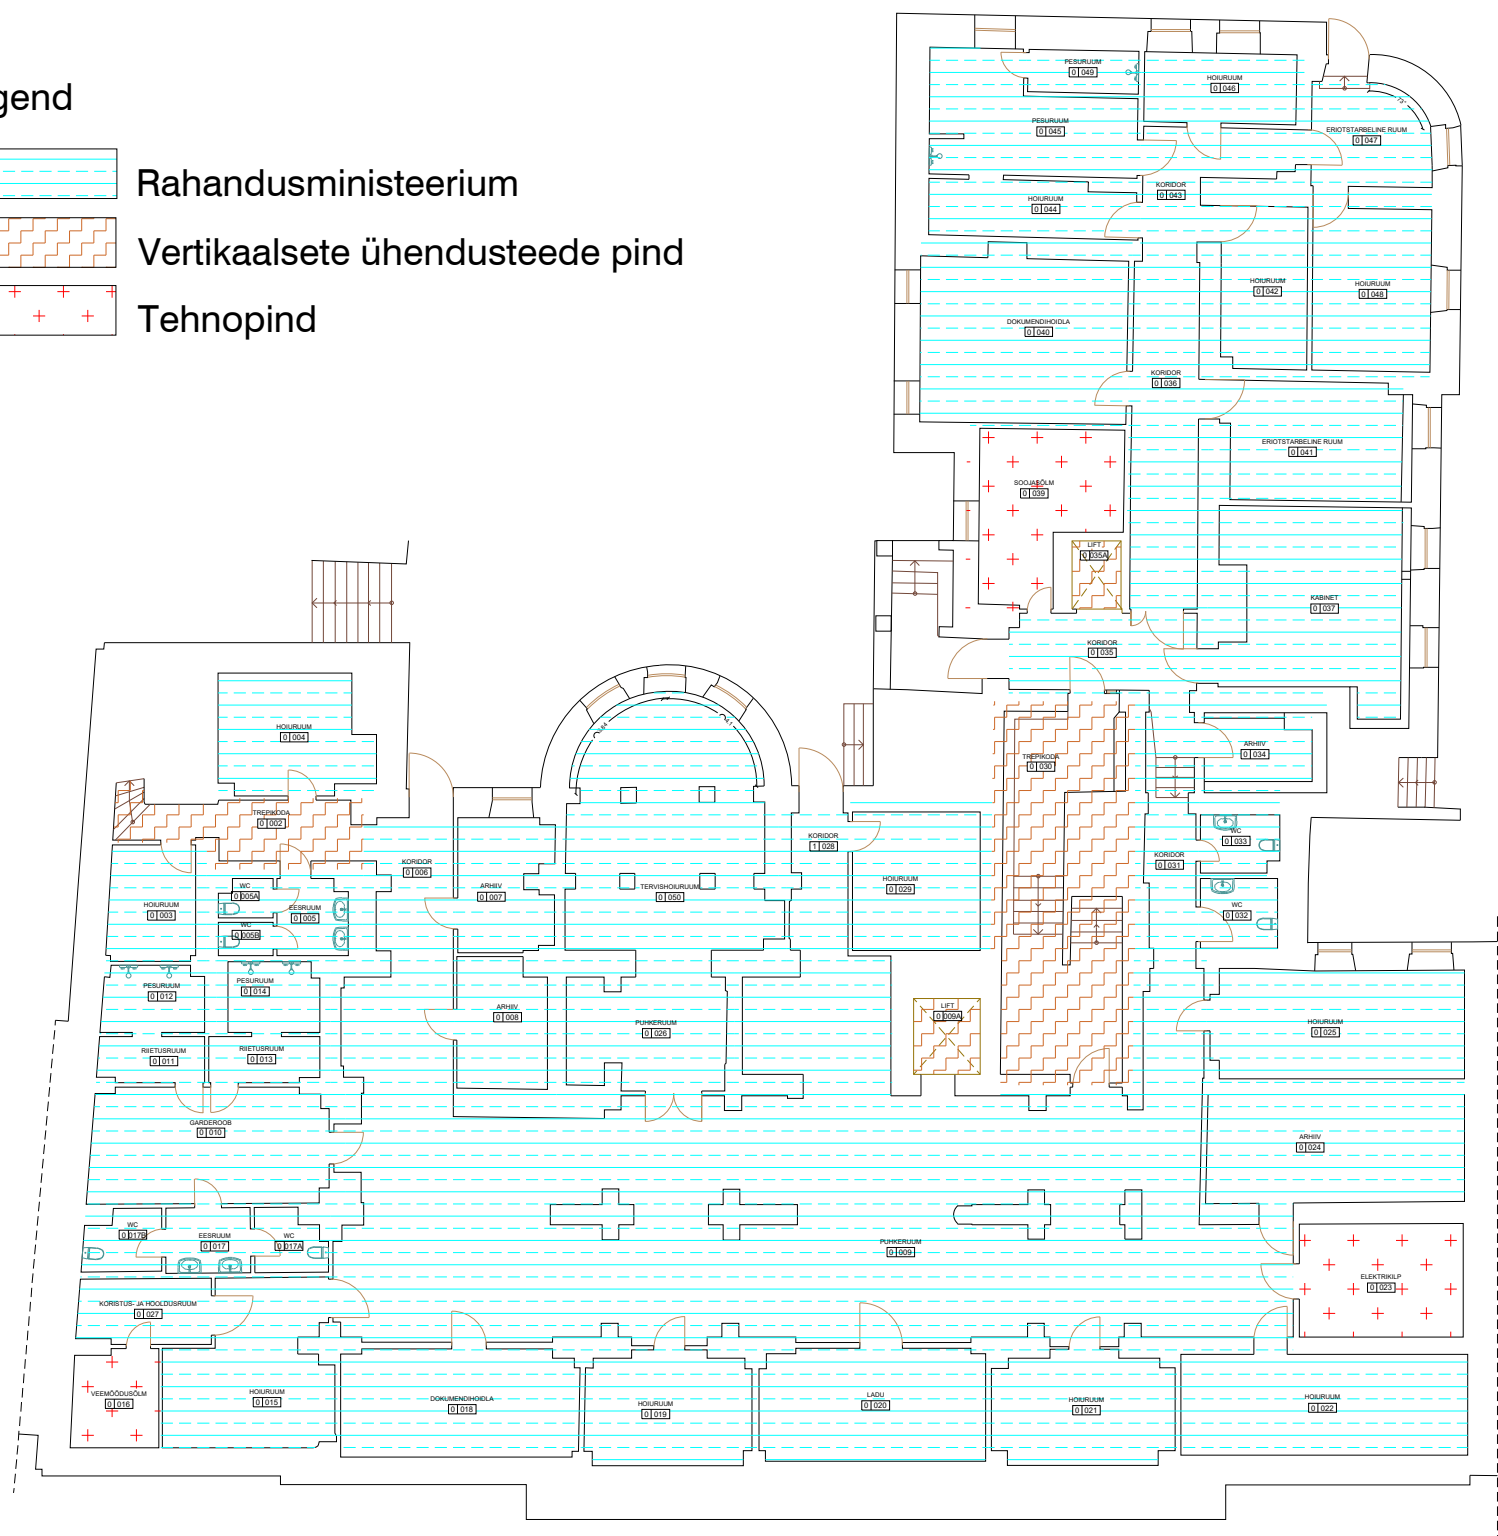 gend
Rahandusministeerium
Vertikaalsete ühendusteede pind
Tehnopind
PESURUUM
0 049
HOIURUUM
0 046
PESURUUM
0 045
ERIOTSTARBELINE RUUM
0 047
KORIDOR
0 043
HOIURUUM
0 044
HOIURUUM
0 042
HOIURUUM
0 048
DOKUMENDIHOIDLA
0 040
KORIDOR
0 036
ERIOTSTARBELINE RUUM
0 041
SOOJASÕLM
0 039
LIFT
0 035A
KABINET
0 037
KORIDOR
0 035
HOIURUUM
0 004
ARHIIV
0 034
TREPIKODA
0 030
TREPIKODA
0 002
WC
0 033
KORIDOR
1 028
KORIDOR
0 006
KORIDOR
0 031
ARHIIV
0 007
TERVISHOIURUUM
0 050
HOIURUUM
0 029
WC
0 005A
HOIURUUM
0 003
EESRUUM
0 005
WC
0 032
WC
0 005B
PESURUUM
0 012
PESURUUM
0 014
ARHIIV
0 008
PUHKERUUM
0 026
LIFT
0 009A
HOIURUUM
0 025
RIIETUSRUUM
0 011
RIIETUSRUUM
0 013
GARDEROOB
0 010
ARHIIV
0 024
WC
0 017B
EESRUUM
0 017
WC
0 017A
PUHKERUUM
0 009
ELEKTRIKILP
0 023
KORISTUS- JA HOOLDUSRUUM
0 027
VEEMÕÕDUSÕLM
0 016
HOIURUUM
0 015
DOKUMENDIHOIDLA
0 018
HOIURUUM
0 019
LADU
0 020
HOIURUUM
0 021
HOIURUUM
0 022